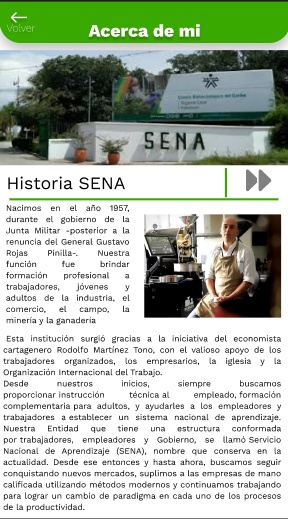 Volver
Acerca de mi
SENA
Historia SENA
Nacimos en el año 1957,
durante el gobierno de la
Junta Militar -posterior a la
renuncia del General Gustavo
Rojas Pinilla-. Nuestra
función fue brindar
formación profesional a
trabajadores, jóvenes y
adultos de la industria, el
comercio, el campo, la
minería y la ganadería
Esta institución surgió gracias a la iniciativa del economista
cartagenero Rodolfo Martínez Tono, con el valioso apoyo de los
trabajadores organizados, los empresarios, la iglesia y la
Organización Internacional del Trabajo.
Desde nuestros inicios, siempre buscamos
proporcionar instrucción técnica al empleado, formación
complementaria para adultos, y ayudarles a los empleadores y
trabajadores a establecer un sistema nacional de aprendizaje.
Nuestra Entidad que tiene una estructura conformada
por trabajadores, empleadores y Gobierno, se llamó Servicio
Nacional de Aprendizaje (SENA), nombre que conserva en la
actualidad. Desde ese entonces y hasta ahora, buscamos seguir
conquistando nuevos mercados, suplimos a las empresas de mano
calificada utilizando métodos modernos y continuamos trabajando
para lograr un cambio de paradigma en cada uno de los procesos
de la productividad.